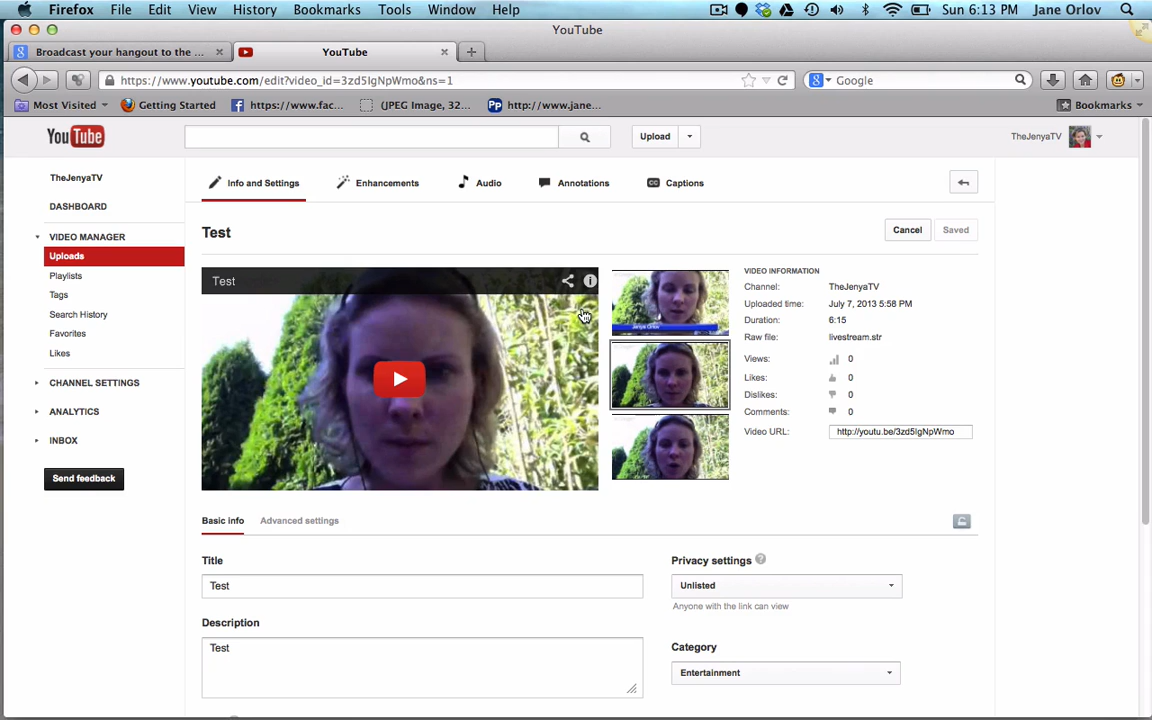 Firefox File Edit View History Bookmarks Tools Window Help Sun 6:13 PM Jane Orlov
YouTube
Broadcast your hangout to the ... YouTube
https://www.youtube.com/edit?video_id=3zd5IgNpWmo&ns=1 Google
Most Visited Getting Started https://www.fac... (JPEG Image, 32... http://www.jane... Bookmarks
YouTube Upload TheJenyaTV
TheJenyaTV
DASHBOARD
VIDEO MANAGER
Uploads
Playlists
Tags
Search History
Favorites
Likes
CHANNEL SETTINGS
ANALYTICS
INBOX
Send feedback
Info and Settings Enhancements Audio Annotations CC Captions
Test
Cancel Saved
Test
Janya Orlov
VIDEO INFORMATION
Channel: TheJenyaTV
Uploaded time: July 7, 2013 5:58 PM
Duration: 6:15
Raw file: livestream.str
Views: 0
Likes: 0
Dislikes: 0
Comments: 0
Video URL: http://youtu.be/3zd5IgNpWmo
Basic info Advanced settings
Title
Test
Description
Test
Privacy settings ?
Unlisted
Anyone with the link can view
Category
Entertainment